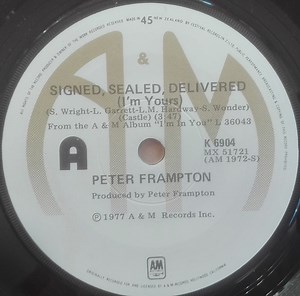 45
&
SIGNED, SEALED, DELIVERED
(I'm Yours)
(S. Wright-L. Garrett-L.M. Hardway-S. Wonder)
(Castle) (3:47)
From the A & M Album "I'm In You" L 36043
A
K 6904
MX 51721
(AM 1972-S)
PETER FRAMPTON
Produced by Peter Frampton
℗ 1977 A & M Records Inc.
A&M